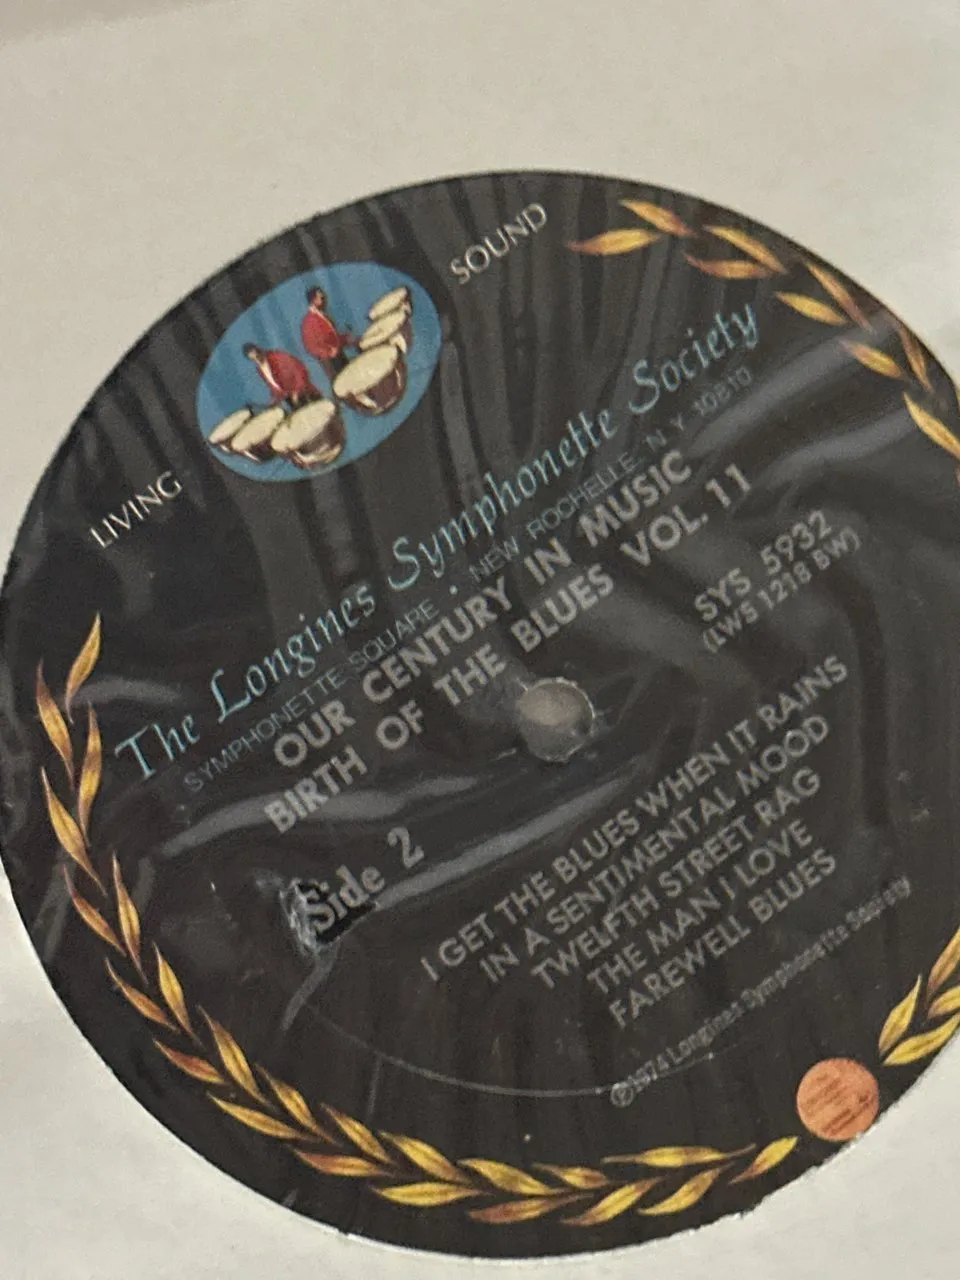 LIVING SOUND
The Longines Symphonette Society
SYMPHONETTE SQUARE • NEW ROCHELLE, N.Y. 10810
OUR CENTURY IN MUSIC
BIRTH OF THE BLUES VOL. 11
SYS 5932
(LWS 1218 BW)
Side 2
I GET THE BLUES WHEN IT RAINS
IN A SENTIMENTAL MOOD
TWELFTH STREET RAG
THE MAN I LOVE
FAREWELL BLUES
℗1974 Longines Symphonette Society